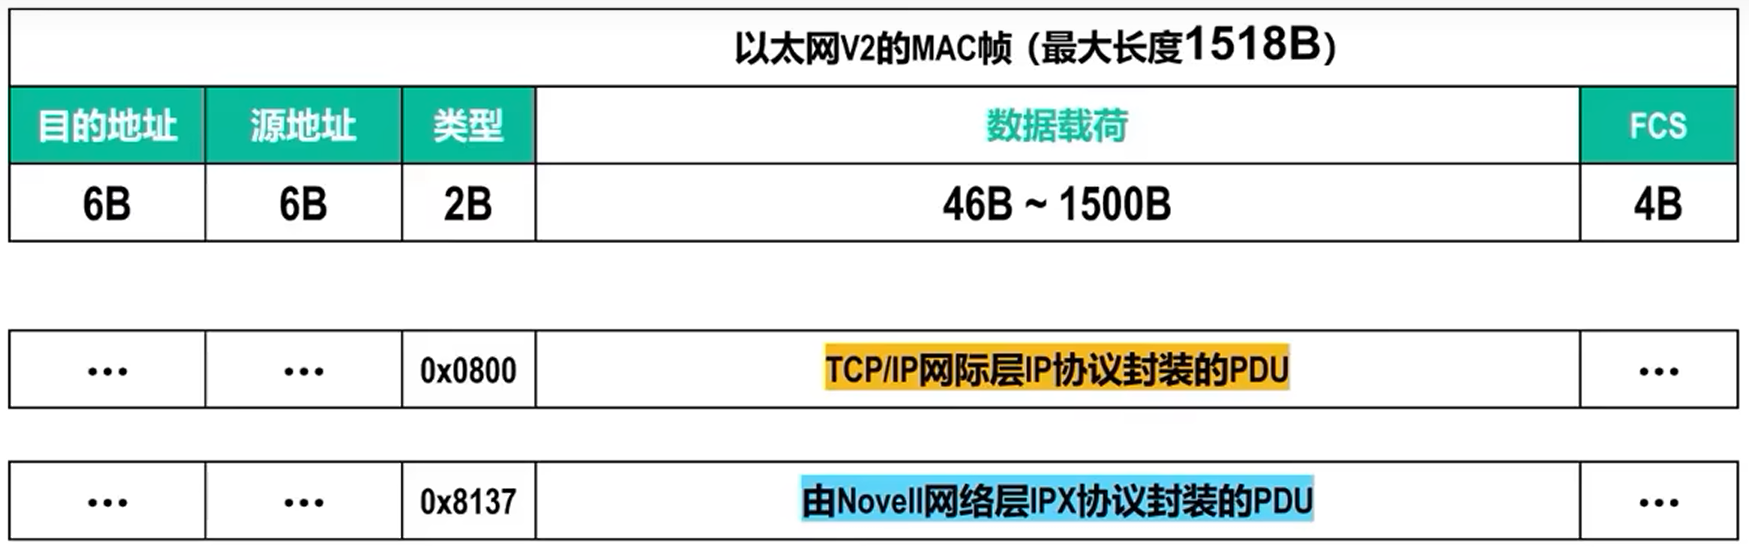 以太网V2的MAC帧（最大长度1518B）
目的地址 源地址 类型 数据载荷 FCS
6B 6B 2B 46B ~ 1500B 4B
... ... 0x0800 TCP/IP网际层IP协议封装的PDU ...
... ... 0x8137 由Novell网络层IPX协议封装的PDU ...